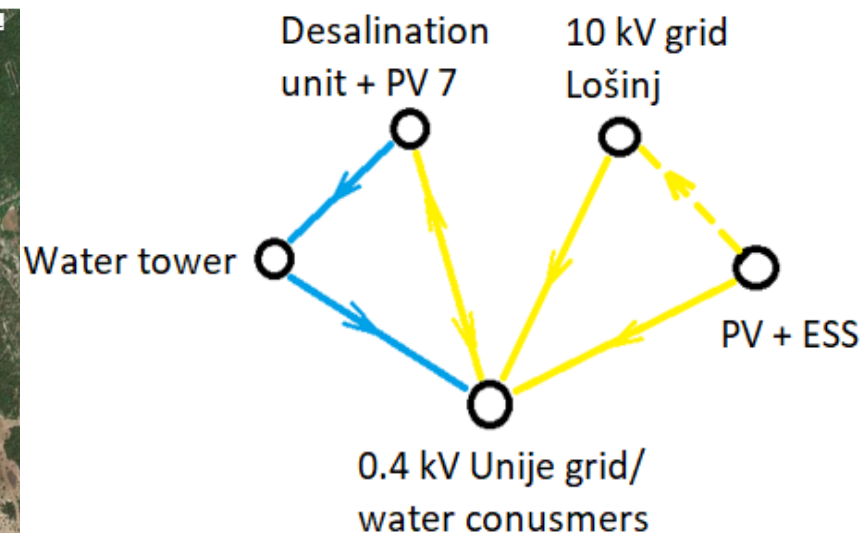 Desalination
unit + PV 7
10 kV grid
Lošinj
Water tower
PV + ESS
0.4 kV Unije grid/
water conusmers